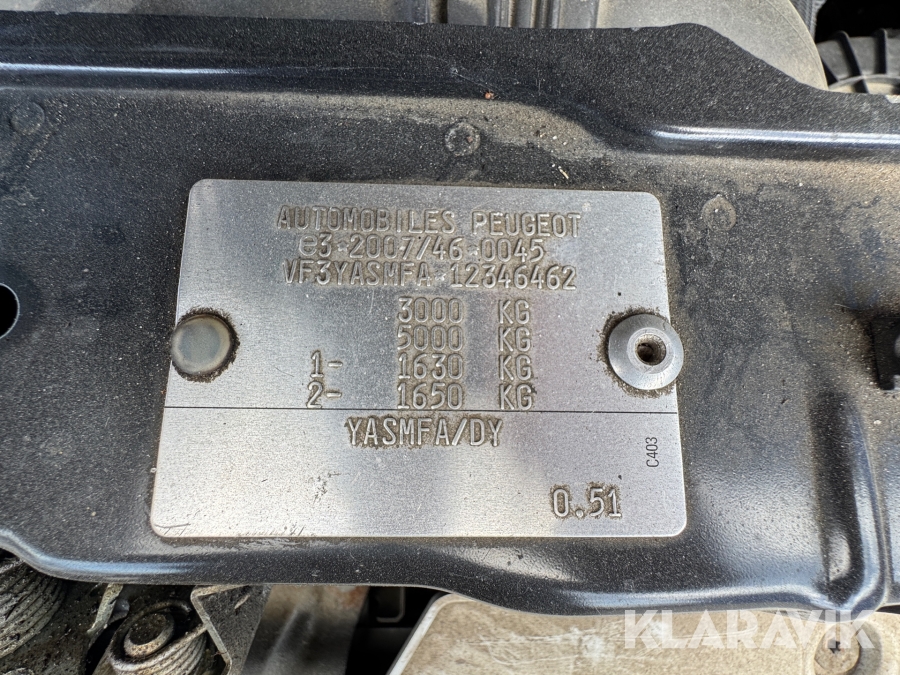 AUTOMOBILES PEUGEOT
e3*2007/46*0045
VF3YASMFA-12346462
3000 KG
5000 KG
1- 1630 KG
2- 1650 KG
YASMFA/DY
C403
0.51
KLARAVIK